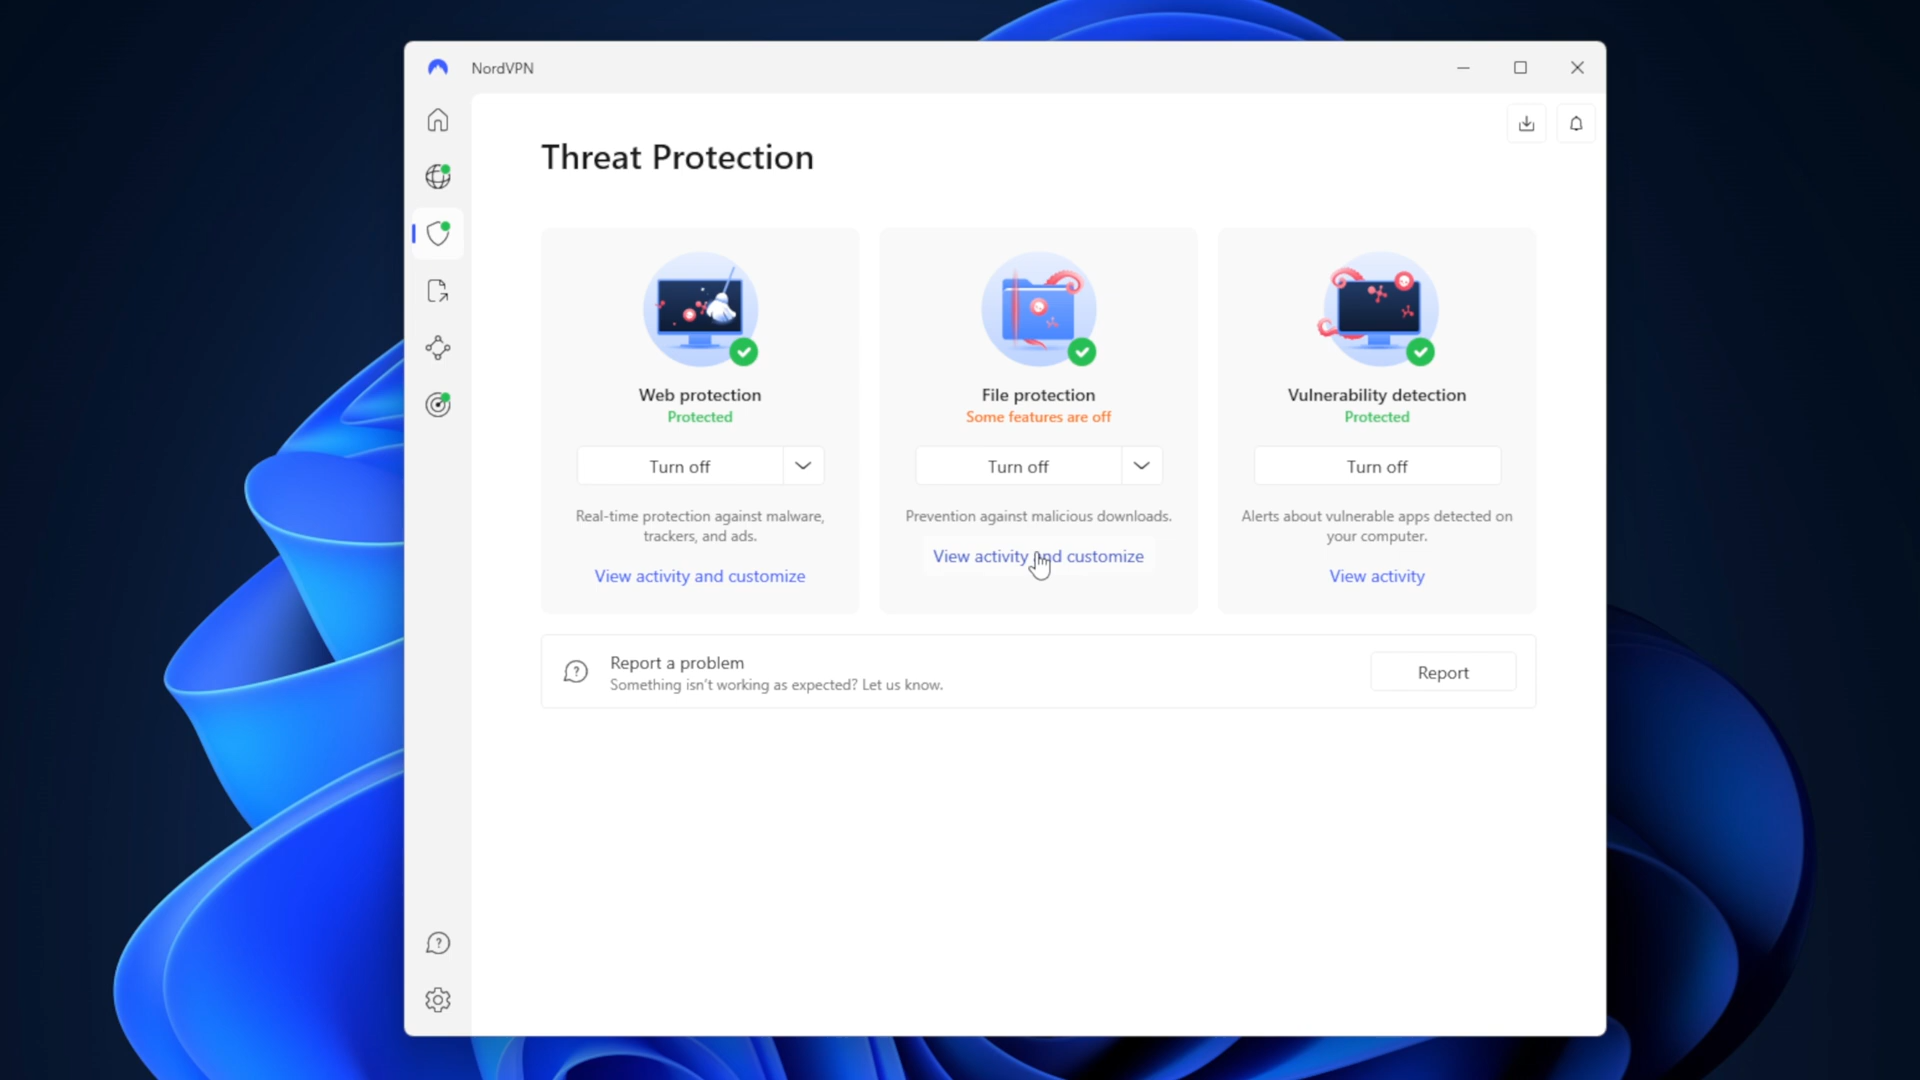 NordVPN
Threat Protection
Web protection
Protected
Turn off
Real-time protection against malware,
trackers, and ads.
View activity and customize
File protection
Some features are off
Turn off
Prevention against malicious downloads.
View activity and customize
Vulnerability detection
Protected
Turn off
Alerts about vulnerable apps detected on
your computer.
View activity
Report a problem
Something isn't working as expected? Let us know.
Report